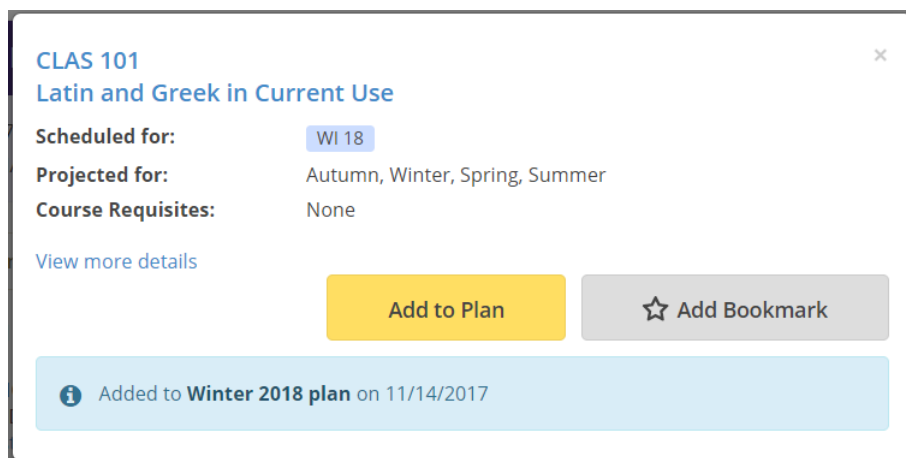 CLAS 101
×
Latin and Greek in Current Use
Scheduled for: WI 18
Projected for: Autumn, Winter, Spring, Summer
Course Requisites: None
View more details
Add to Plan
Add Bookmark
Added to Winter 2018 plan on 11/14/2017